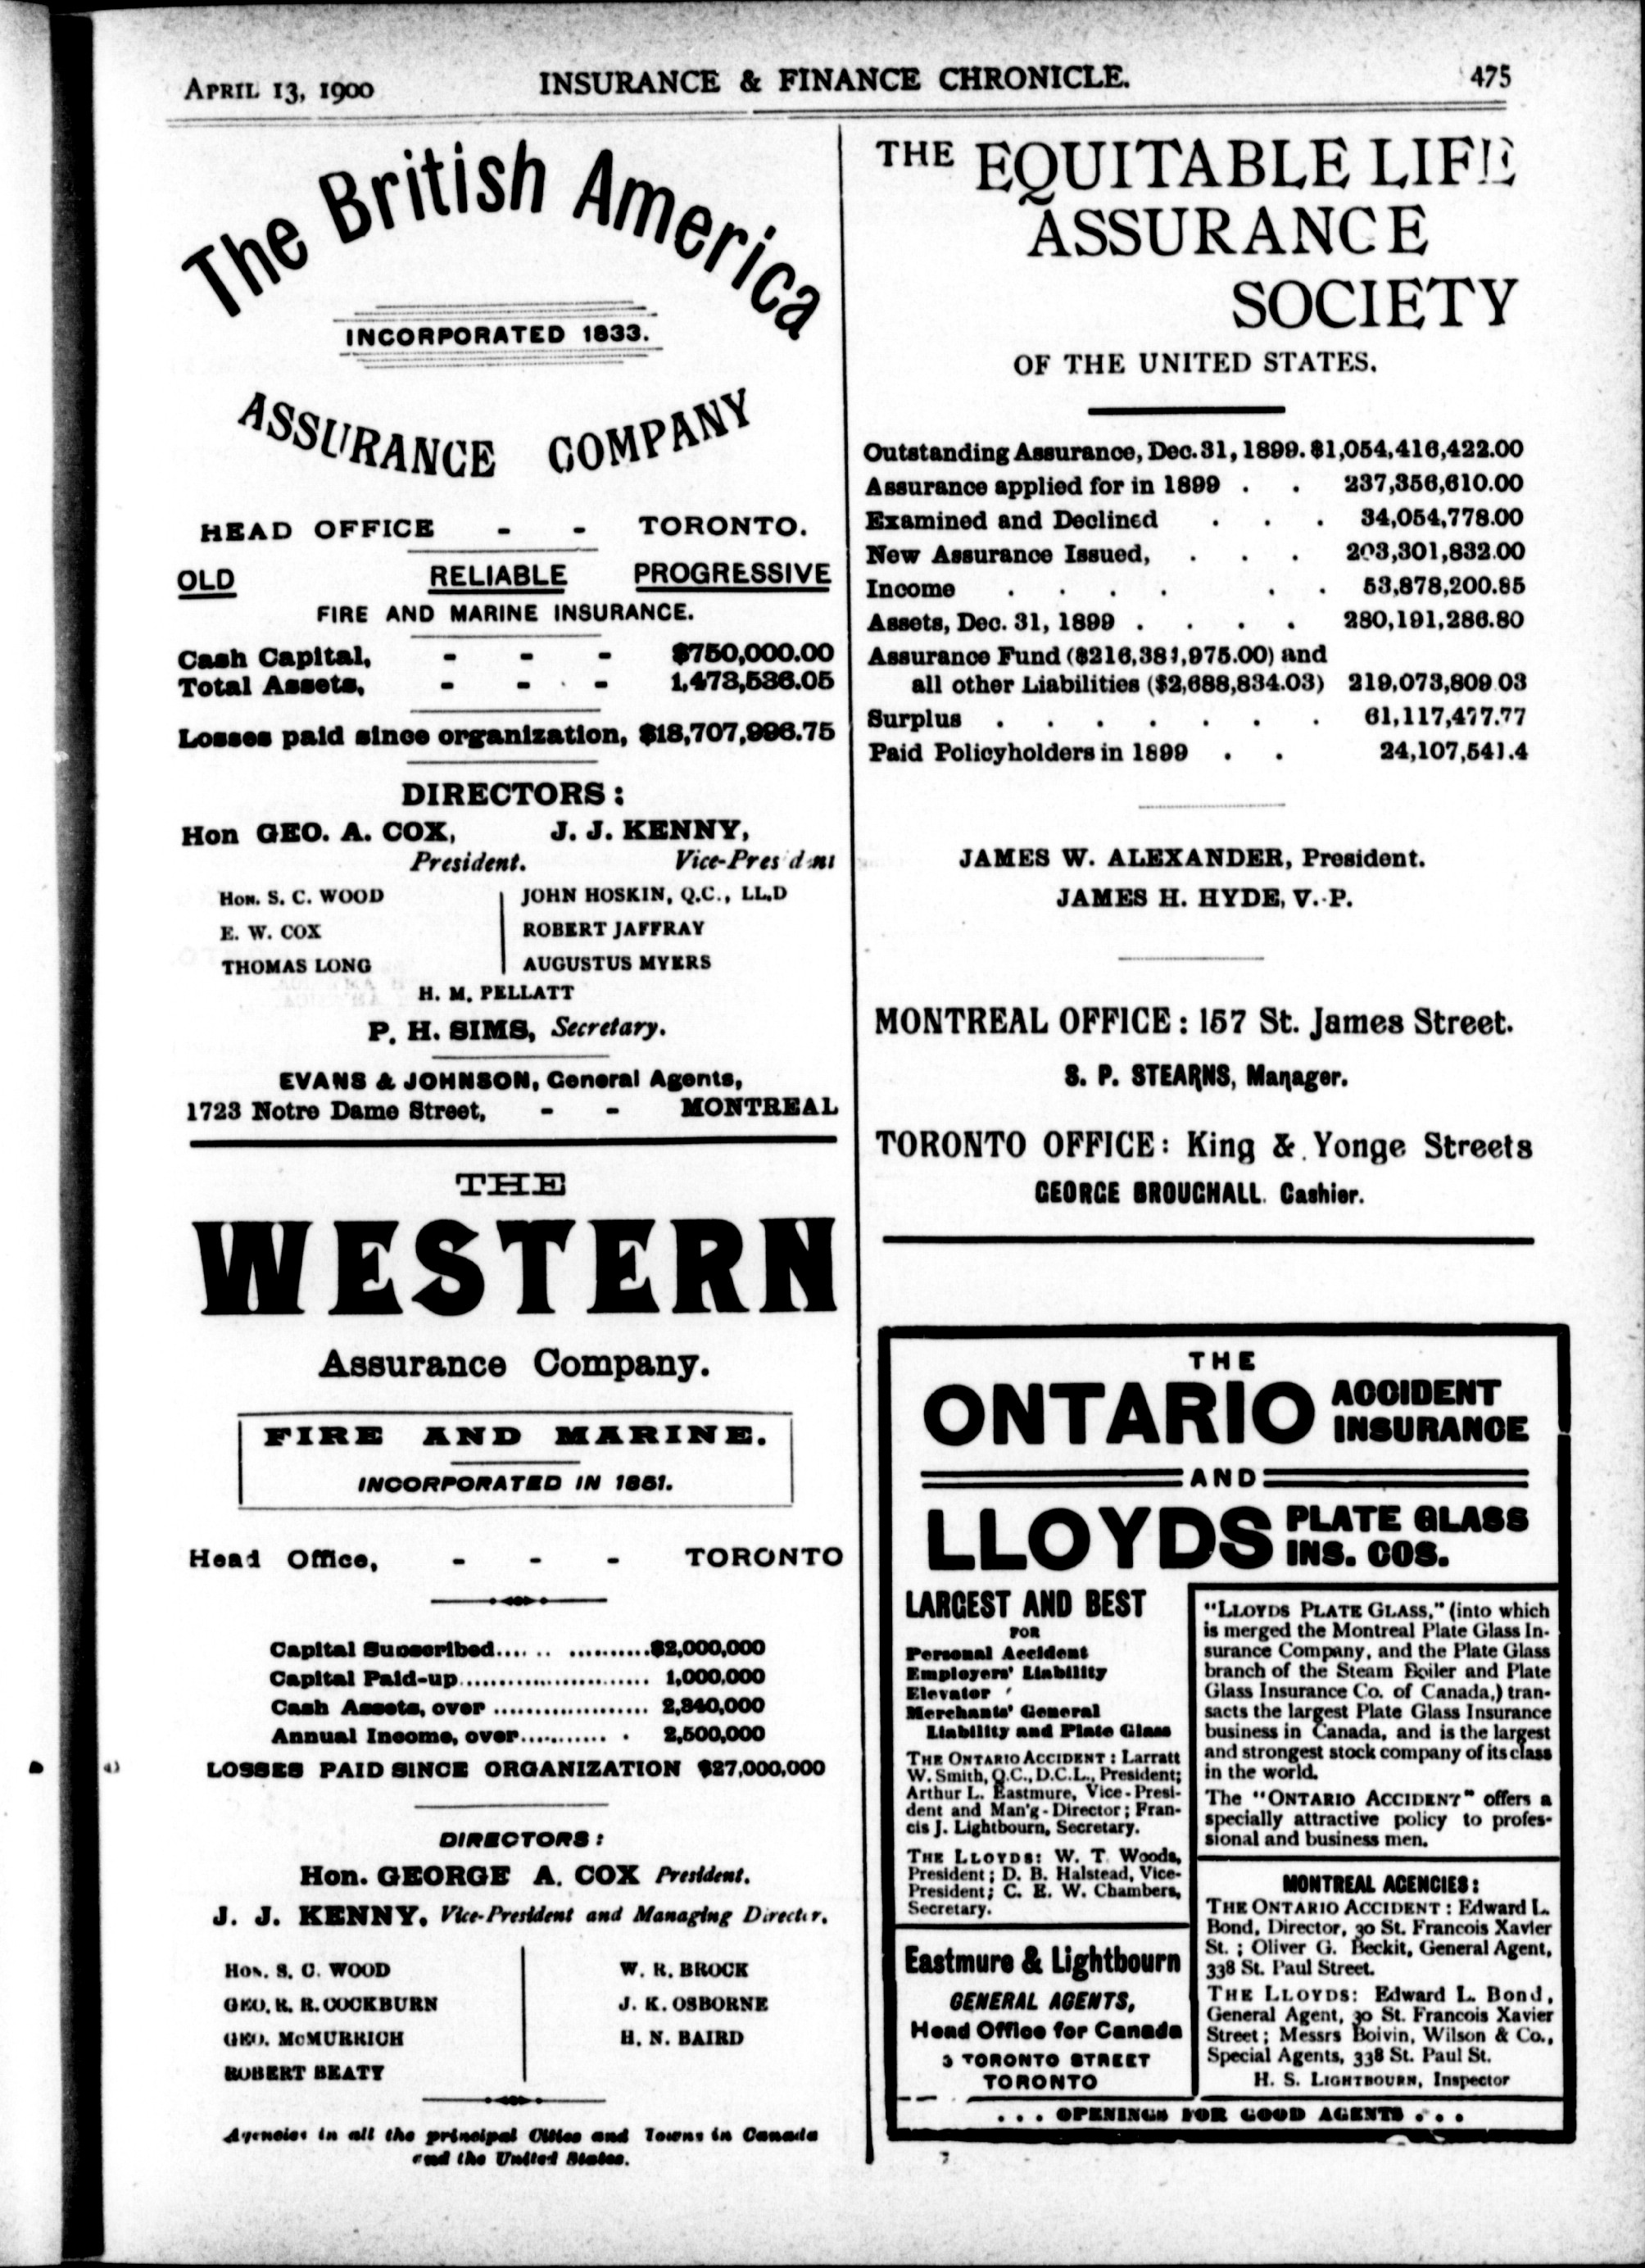 APRIL 13, 1900 INSURANCE & FINANCE CHRONICLE. 475
The British America
INCORPORATED 1833.
ASSURANCE COMPANY
HEAD OFFICE - - TORONTO.
OLD RELIABLE PROGRESSIVE
FIRE AND MARINE INSURANCE.
Cash Capital, - - - $750,000.00
Total Assets, - - - 1,473,536.05
Losses paid since organization, $18,707,996.75
DIRECTORS:
Hon GEO. A. COX, J. J. KENNY,
President. Vice-President
HON. S. C. WOOD JOHN HOSKIN, Q.C., LL.D
E. W. COX ROBERT JAFFRAY
THOMAS LONG AUGUSTUS MYERS
H. M. PELLATT
P. H. SIMS, Secretary.
EVANS & JOHNSON, General Agents,
1723 Notre Dame Street, - - MONTREAL
THE
WESTERN
Assurance Company.
FIRE AND MARINE.
INCORPORATED IN 1851.
Head Office, - - - TORONTO
Capital Subscribed.... .. ..........$2,000,000
Capital Paid-up........................ 1,000,000
Cash Assets, over .................... 2,340,000
Annual Income, over........... . 2,500,000
LOSSES PAID SINCE ORGANIZATION $27,000,000
DIRECTORS:
Hon. GEORGE A. COX President.
J. J. KENNY, Vice-President and Managing Director.
HON. S. C. WOOD W. R. BROCK
GEO. R. R. COCKBURN J. K. OSBORNE
GEO. McMURRICH H. N. BAIRD
ROBERT BEATY
Agencies in all the principal Cities and Towns in Canada
and the United States.
THE EQUITABLE LIFE
ASSURANCE
SOCIETY
OF THE UNITED STATES.
Outstanding Assurance, Dec. 31, 1899. $1,054,416,422.00
Assurance applied for in 1899 . . 237,356,610.00
Examined and Declined . . . 34,054,778.00
New Assurance Issued, . . . 203,301,832.00
Income . . . . . . 53,878,200.85
Assets, Dec. 31, 1899 . . . . 280,191,286.80
Assurance Fund ($216,381,975.00) and
all other Liabilities ($2,688,834.03) 219,073,809 03
Surplus . . . . . . . 61,117,477.77
Paid Policyholders in 1899 . . 24,107,541.4
JAMES W. ALEXANDER, President.
JAMES H. HYDE, V.-P.
MONTREAL OFFICE: 157 St. James Street.
S. P. STEARNS, Manager.
TORONTO OFFICE: King & Yonge Streets
GEORGE BROUGHALL. Cashier.
THE
ONTARIO ACCIDENT
INSURANCE
AND
LLOYDS PLATE GLASS
INS. COS.
LARGEST AND BEST
FOR
Personal Accident
Employers' Liability
Elevator
Merchants' General
Liability and Plate Glass
THE ONTARIO ACCIDENT: Larratt
W. Smith, Q.C., D.C.L., President;
Arthur L. Eastmure, Vice-Presi-
dent and Man'g-Director; Fran-
cis J. Lightbourn, Secretary.
THE LLOYDS: W. T. Woods,
President; D. B. Halstead, Vice-
President; C. E. W. Chambers,
Secretary.
Eastmure & Lightbourn
GENERAL AGENTS,
Head Office for Canada
3 TORONTO STREET
TORONTO
"LLOYDS PLATE GLASS," (into which
is merged the Montreal Plate Glass In-
surance Company, and the Plate Glass
branch of the Steam Boiler and Plate
Glass Insurance Co. of Canada,) tran-
sacts the largest Plate Glass Insurance
business in Canada, and is the largest
and strongest stock company of its class
in the world.
The "ONTARIO ACCIDENT" offers a
specially attractive policy to profes-
sional and business men.
MONTREAL AGENCIES:
THE ONTARIO ACCIDENT: Edward L.
Bond, Director, 30 St. Francois Xavier
St.; Oliver G. Beckit, General Agent,
338 St. Paul Street.
THE LLOYDS: Edward L. Bond,
General Agent, 30 St. Francois Xavier
Street; Messrs Boivin, Wilson & Co.,
Special Agents, 338 St. Paul St.
H. S. LIGHTBOURN, Inspector
. . . OPENINGS FOR GOOD AGENTS . . .